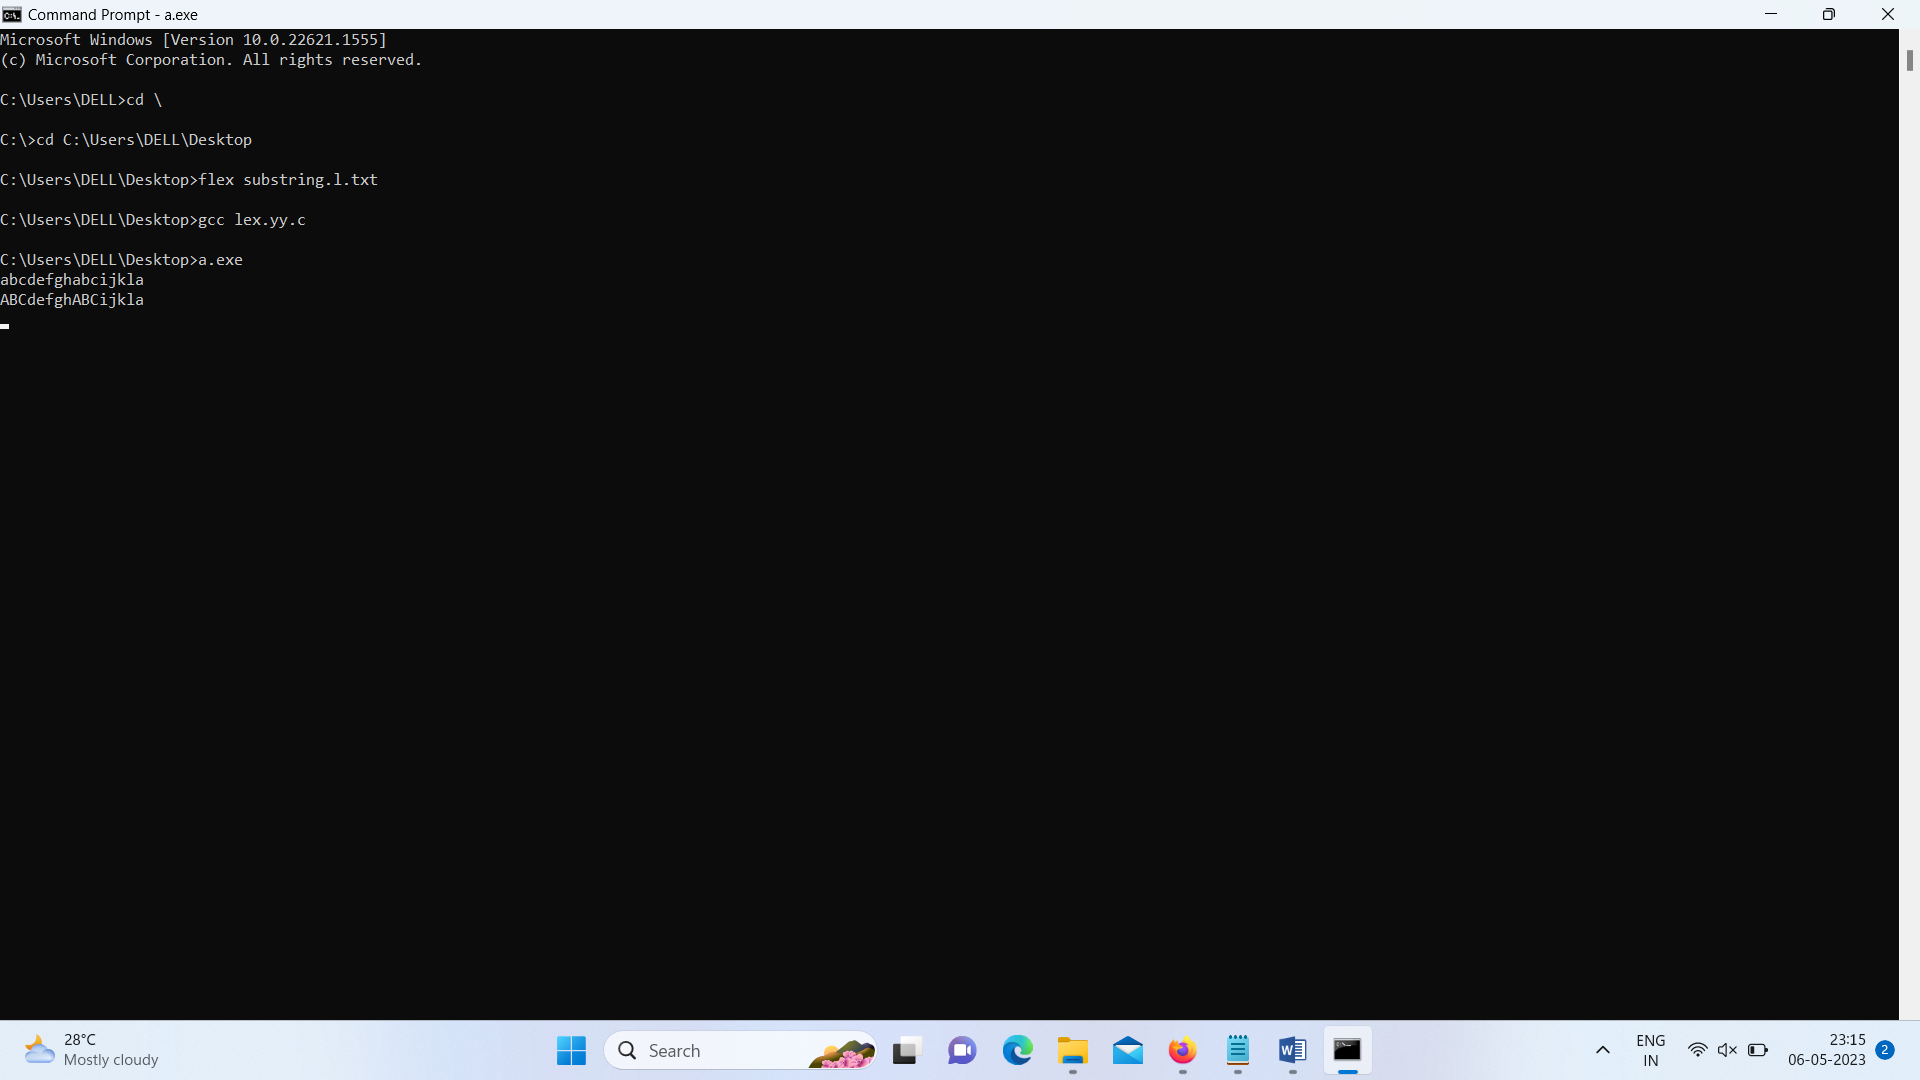 Command Prompt - a.exe
Microsoft Windows [Version 10.0.22621.1555]
(c) Microsoft Corporation. All rights reserved.
C:\Users\DELL>cd \
C:\>cd C:\Users\DELL\Desktop
C:\Users\DELL\Desktop>flex substring.l.txt
C:\Users\DELL\Desktop>gcc lex.yy.c
C:\Users\DELL\Desktop>a.exe
abcdefghabcijkla
ABCdefghABCijkla
28°C
Mostly cloudy
Search
ENG
IN
23:15
06-05-2023
2